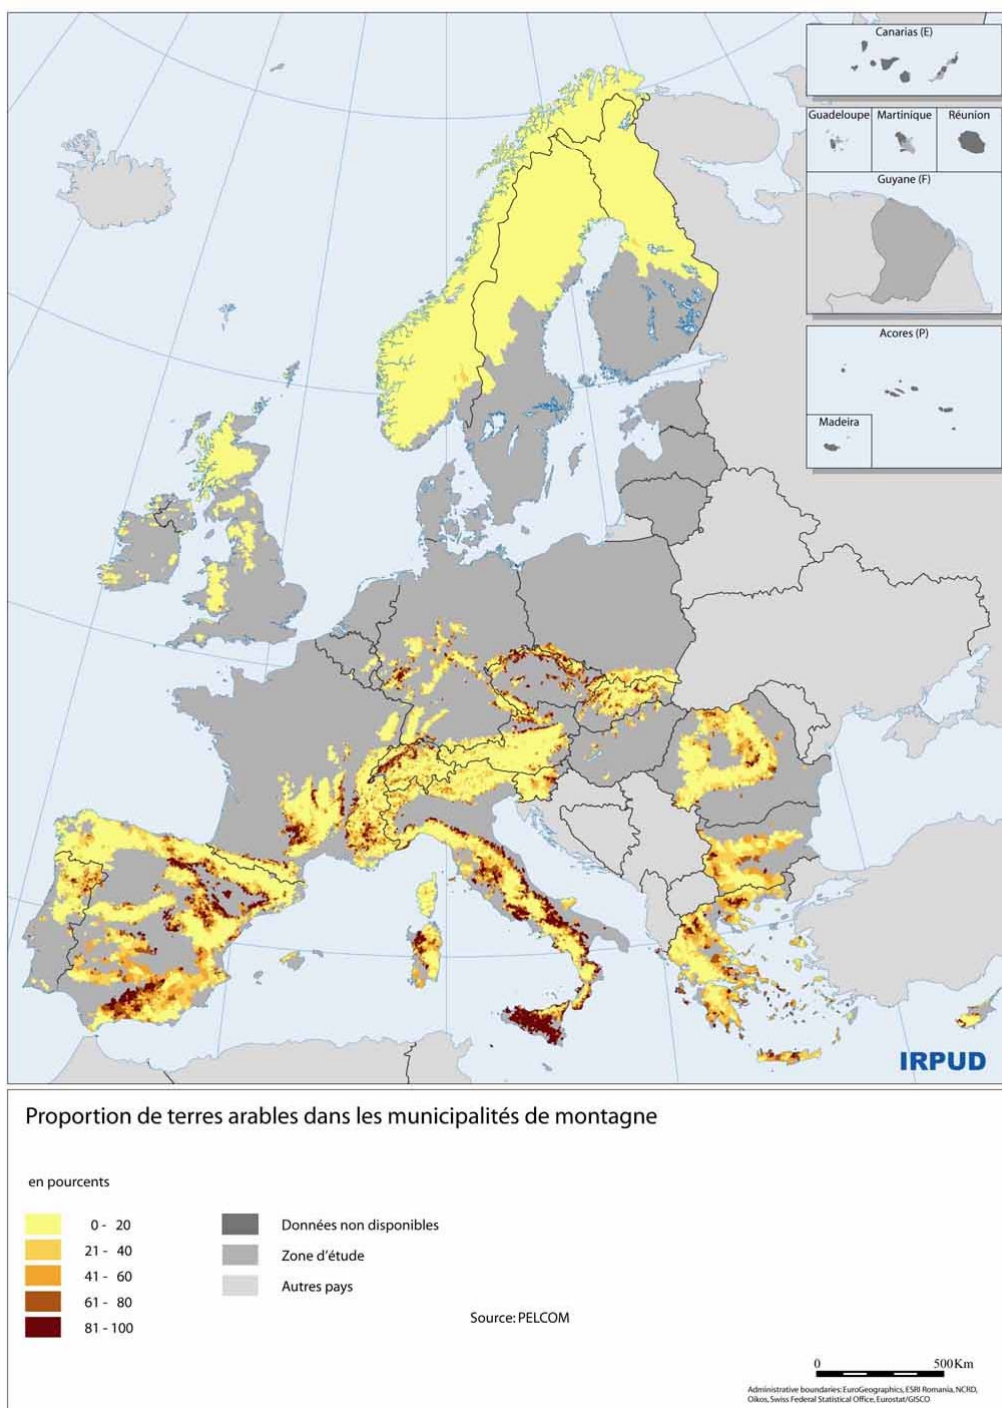 Canarias (E)
Guadeloupe
Martinique
Réunion
Guyane (F)
Acores (P)
Madeira
IRPUD
Proportion de terres arables dans les municipalités de montagne
en pourcents
0 - 20
21 - 40
41 - 60
61 - 80
81 - 100
Données non disponibles
Zone d'étude
Autres pays
Source: PELCOM
0 500Km
Administrative boundaries: EuroGeographics, ESRI Romania, NCRD,
Oikos, Swiss Federal Statistical Office, Eurostat/GISCO